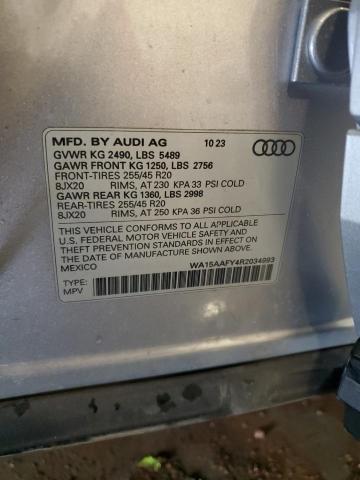 MFD. BY AUDI AG 10 23
GVWR KG 2490, LBS 5489
GAWR FRONT KG 1250, LBS 2756
FRONT-TIRES 255/45 R20
8JX20 RIMS, AT 230 KPA 33 PSI COLD
GAWR REAR KG 1360, LBS 2998
REAR-TIRES 255/45 R20
8JX20 RIMS, AT 250 KPA 36 PSI COLD
THIS VEHICLE CONFORMS TO ALL APPLICABLE
U.S. FEDERAL MOTOR VEHICLE SAFETY AND
THEFT PREVENTION STANDARDS IN EFFECT ON
THE DATE OF MANUFACTURE SHOWN ABOVE.
MEXICO
WA15AAFY4R2034993
TYPE:
MPV